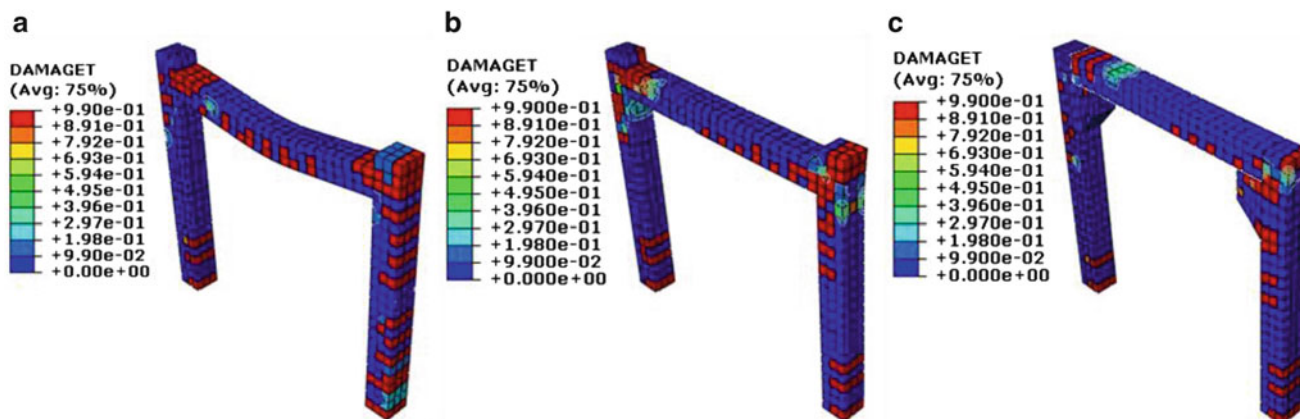 a
DAMAGET
(Avg: 75%)
+9.90e-01
+8.91e-01
+7.92e-01
+6.93e-01
+5.94e-01
+4.95e-01
+3.96e-01
+2.97e-01
+1.98e-01
+9.90e-02
+0.00e+00
b
DAMAGET
(Avg: 75%)
+9.900e-01
+8.910e-01
+7.920e-01
+6.930e-01
+5.940e-01
+4.950e-01
+3.960e-01
+2.970e-01
+1.980e-01
+9.900e-02
+0.000e+00
c
DAMAGET
(Avg: 75%)
+9.900e-01
+8.910e-01
+7.920e-01
+6.930e-01
+5.940e-01
+4.950e-01
+3.960e-01
+2.970e-01
+1.980e-01
+9.900e-02
+0.000e+00